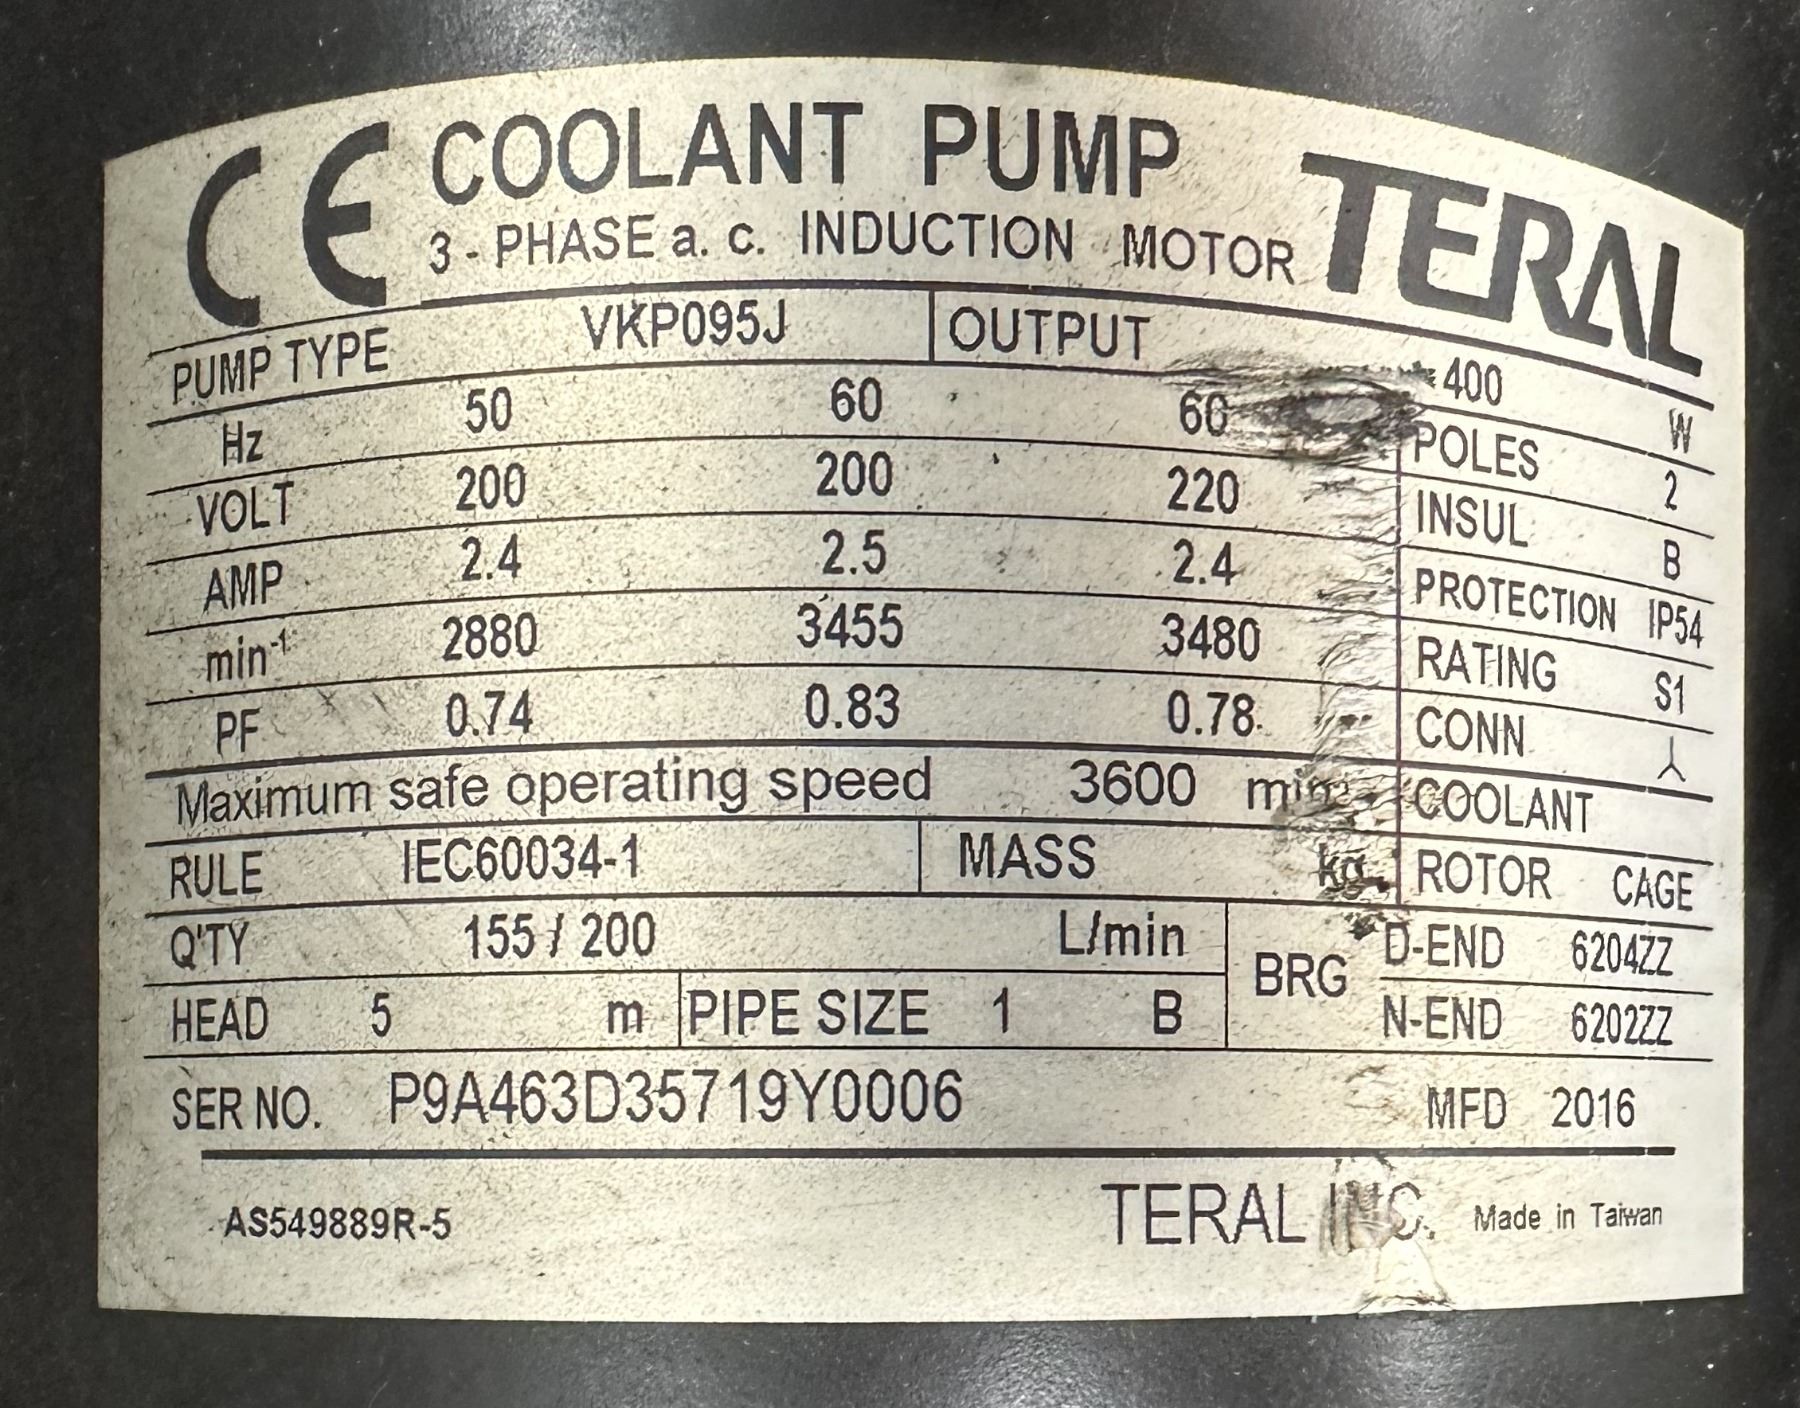 CE COOLANT PUMP TERAL
3 - PHASE a. c. INDUCTION MOTOR
PUMP TYPE VKP095J OUTPUT 400 W
Hz 50 60 60 POLES 2
VOLT 200 200 220 INSUL B
AMP 2.4 2.5 2.4 PROTECTION IP54
min⁻¹ 2880 3455 3480 RATING S1
PF 0.74 0.83 0.78 CONN 人
Maximum safe operating speed 3600 min COOLANT
RULE IEC60034-1 MASS kg ROTOR CAGE
Q'TY 155 / 200 L/min BRG D-END 6204ZZ
HEAD 5 m PIPE SIZE 1 B N-END 6202ZZ
SER NO. P9A463D35719Y0006 MFD 2016
AS549889R-5 TERAL INC. Made in Taiwan